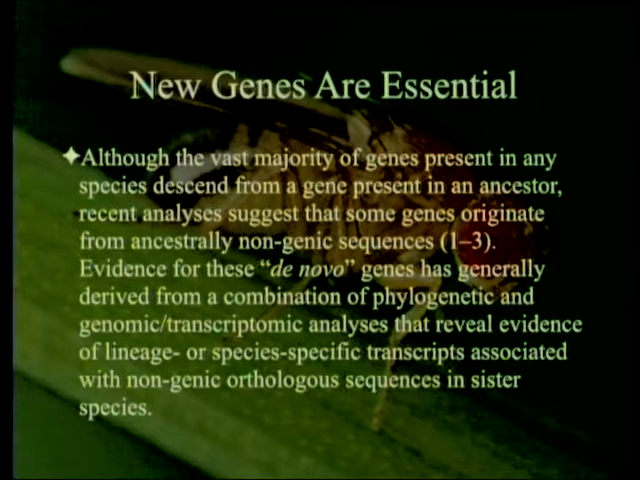 New Genes Are Essential
✦Although the vast majority of genes present in any
species descend from a gene present in an ancestor,
recent analyses suggest that some genes originate
from ancestrally non-genic sequences (1–3).
Evidence for these “de novo” genes has generally
derived from a combination of phylogenetic and
genomic/transcriptomic analyses that reveal evidence
of lineage- or species-specific transcripts associated
with non-genic orthologous sequences in sister
species.